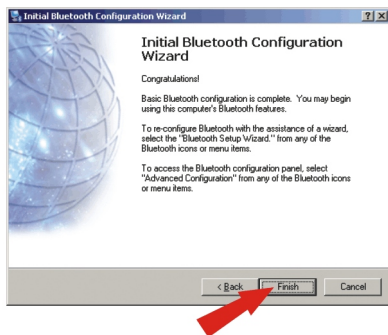 Initial Bluetooth Configuration Wizard
Initial Bluetooth Configuration
Wizard
Congratulations!
Basic Bluetooth configuration is complete. You may begin
using this computer's Bluetooth features.
To re-configure Bluetooth with the assistance of a wizard,
select the "Bluetooth Setup Wizard." from any of the
Bluetooth icons or menu items.
To access the Bluetooth configuration panel, select
"Advanced Configuration" from any of the Bluetooth icons
or menu items.
< Back Finish Cancel